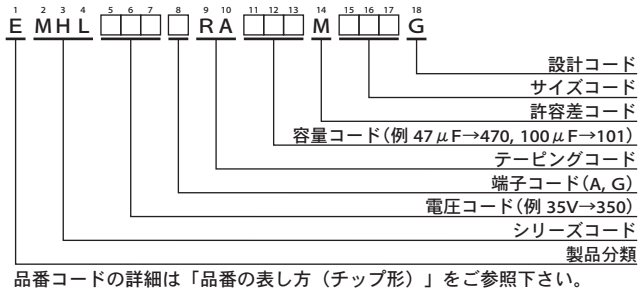 1 2 3 4 5 6 7 8 9 10 11 12 13 14 15 16 17 18
E MHL □□□ □ RA □□□ M □□□ G
設計コード
サイズコード
許容差コード
容量コード(例 47μF→470, 100μF→101)
テーピングコード
端子コード(A, G)
電圧コード(例 35V→350)
シリーズコード
製品分類
品番コードの詳細は「品番の表し方（チップ形）」をご参照下さい。